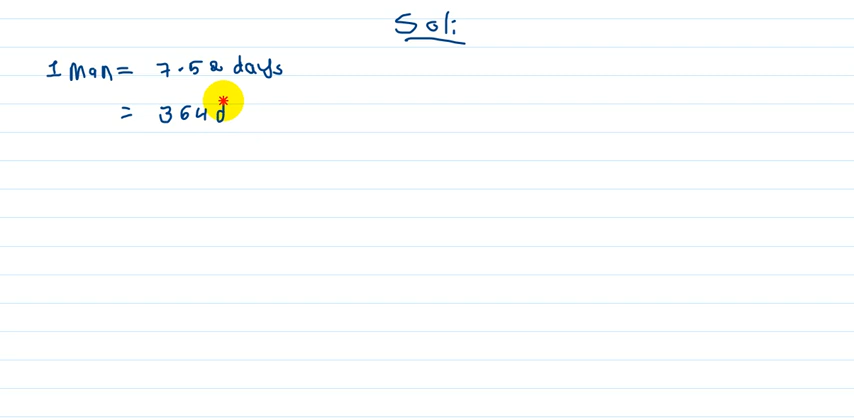 Sol:
1 Man = 7.52 days
= 364 d